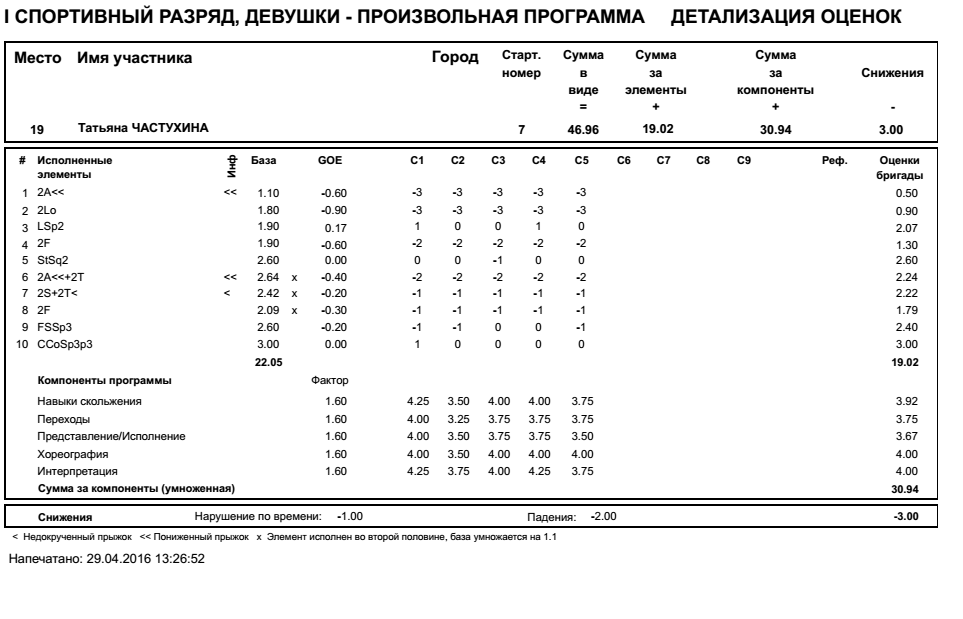 I СПОРТИВНЫЙ РАЗРЯД, ДЕВУШКИ - ПРОИЗВОЛЬНАЯ ПРОГРАММА ДЕТАЛИЗАЦИЯ ОЦЕНОК
Место Имя участника Город Старт. номер Сумма в виде = Сумма за элементы + Сумма за компоненты + Снижения -
19 Татьяна ЧАСТУХИНА 7 46.96 19.02 30.94 3.00
# Исполненные элементы Инф База GOE C1 C2 C3 C4 C5 C6 C7 C8 C9 Реф. Оценки бригады
1 2A<< << 1.10 -0.60 -3 -3 -3 -3 -3 0.50
2 2Lo 1.80 -0.90 -3 -3 -3 -3 -3 0.90
3 LSp2 1.90 0.17 1 0 0 1 0 2.07
4 2F 1.90 -0.60 -2 -2 -2 -2 -2 1.30
5 StSq2 2.60 0.00 0 0 -1 0 0 2.60
6 2A<<+2T << 2.64 x -0.40 -2 -2 -2 -2 -2 2.24
7 2S+2T< < 2.42 x -0.20 -1 -1 -1 -1 -1 2.22
8 2F 2.09 x -0.30 -1 -1 -1 -1 -1 1.79
9 FSSp3 2.60 -0.20 -1 -1 0 0 -1 2.40
10 CCoSp3p3 3.00 0.00 1 0 0 0 0 3.00
22.05 19.02
Компоненты программы Фактор
Навыки скольжения 1.60 4.25 3.50 4.00 4.00 3.75 3.92
Переходы 1.60 4.00 3.25 3.75 3.75 3.75 3.75
Представление/Исполнение 1.60 4.00 3.50 3.75 3.75 3.50 3.67
Хореография 1.60 4.00 3.50 4.00 4.00 4.00 4.00
Интерпретация 1.60 4.25 3.75 4.00 4.25 3.75 4.00
Сумма за компоненты (умноженная) 30.94
Снижения Нарушение по времени: -1.00 Падения: -2.00 -3.00
< Недокрученный прыжок << Пониженный прыжок x Элемент исполнен во второй половине, база умножается на 1.1
Напечатано: 29.04.2016 13:26:52